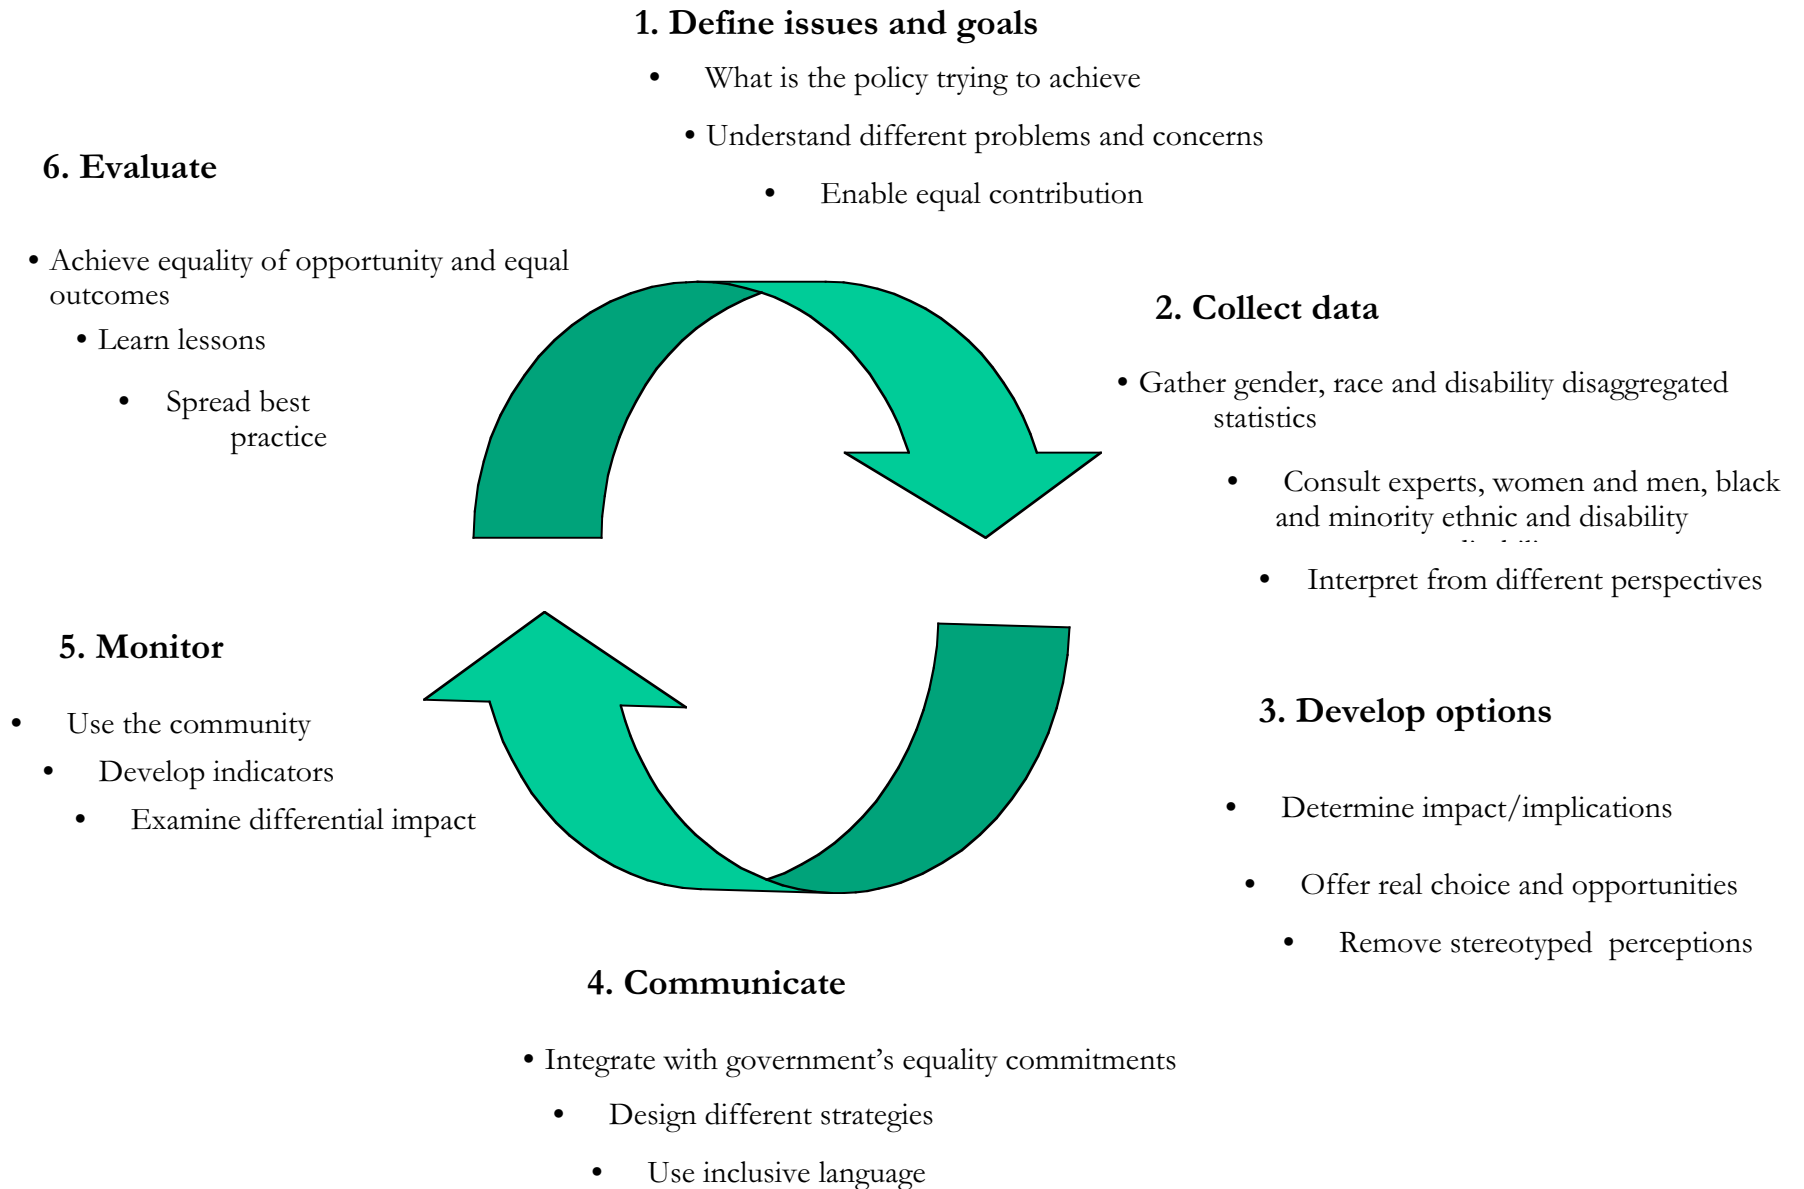 1. Define issues and goals
• What is the policy trying to achieve
• Understand different problems and concerns
• Enable equal contribution
2. Collect data
• Gather gender, race and disability disaggregated
statistics
• Consult experts, women and men, black
and minority ethnic and disability
• Interpret from different perspectives
3. Develop options
• Determine impact/implications
• Offer real choice and opportunities
• Remove stereotyped perceptions
4. Communicate
• Integrate with government’s equality commitments
• Design different strategies
• Use inclusive language
5. Monitor
• Use the community
• Develop indicators
• Examine differential impact
6. Evaluate
• Achieve equality of opportunity and equal
outcomes
• Learn lessons
• Spread best
practice